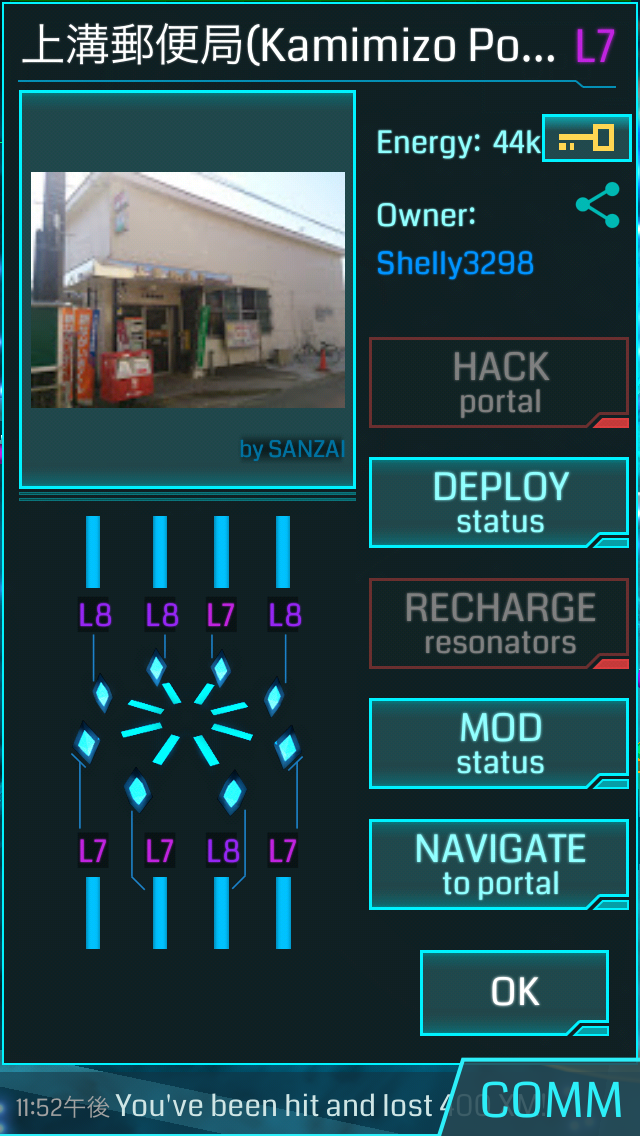 上溝郵便局(Kamimizo Po... L7
Energy: 44k
Owner:
Shelly3298
by SANZAI
HACK
portal
DEPLOY
status
RECHARGE
resonators
MOD
status
NAVIGATE
to portal
L8 L8 L7 L8
L7 L7 L8 L7
OK
11:52午後 You've been hit and lost 400 XM!
COMM